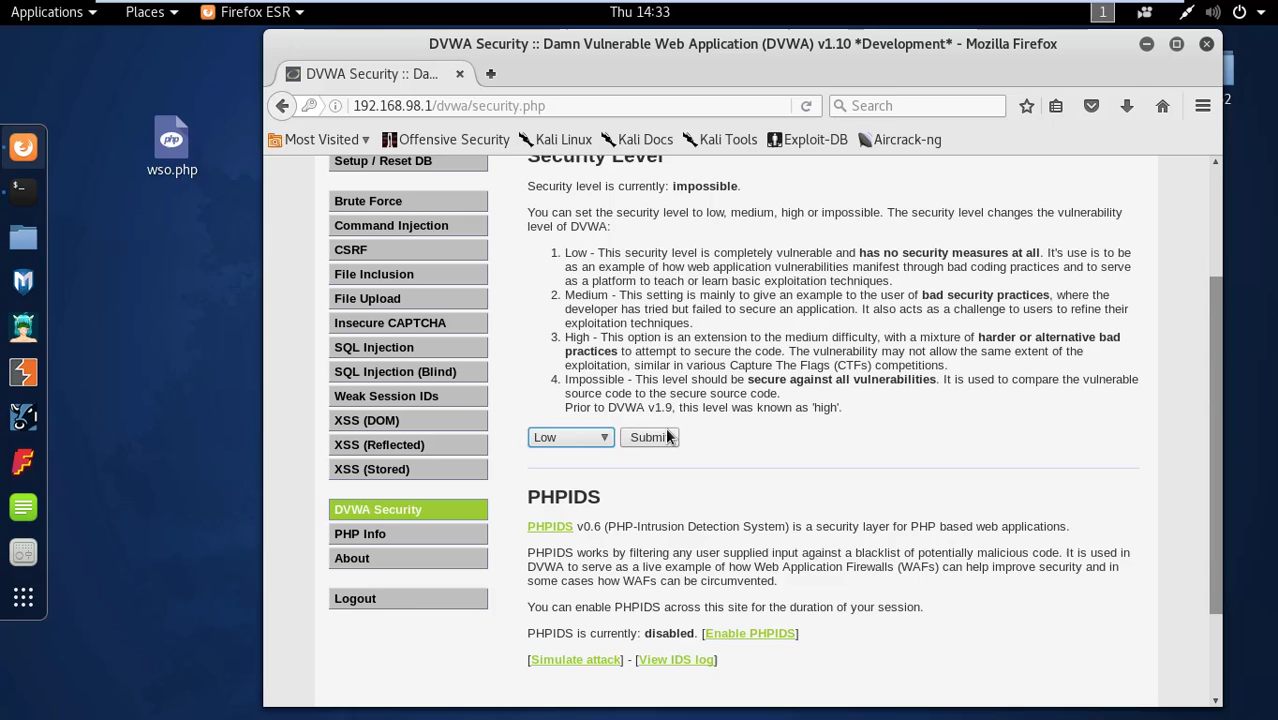 Applications Places Firefox ESR Thu 14:33 1
DVWA Security :: Damn Vulnerable Web Application (DVWA) v1.10 *Development* - Mozilla Firefox
DVWA Security :: Da...
192.168.98.1/dvwa/security.php Search
Most Visited Offensive Security Kali Linux Kali Docs Kali Tools Exploit-DB Aircrack-ng
wso.php
2
Setup / Reset DB
Brute Force
Command Injection
CSRF
File Inclusion
File Upload
Insecure CAPTCHA
SQL Injection
SQL Injection (Blind)
Weak Session IDs
XSS (DOM)
XSS (Reflected)
XSS (Stored)
DVWA Security
PHP Info
About
Logout
Security Level
Security level is currently: impossible.
You can set the security level to low, medium, high or impossible. The security level changes the vulnerability
level of DVWA:
1. Low - This security level is completely vulnerable and has no security measures at all. It's use is to be
as an example of how web application vulnerabilities manifest through bad coding practices and to serve
as a platform to teach or learn basic exploitation techniques.
2. Medium - This setting is mainly to give an example to the user of bad security practices, where the
developer has tried but failed to secure an application. It also acts as a challenge to users to refine their
exploitation techniques.
3. High - This option is an extension to the medium difficulty, with a mixture of harder or alternative bad
practices to attempt to secure the code. The vulnerability may not allow the same extent of the
exploitation, similar in various Capture The Flags (CTFs) competitions.
4. Impossible - This level should be secure against all vulnerabilities. It is used to compare the vulnerable
source code to the secure source code.
Prior to DVWA v1.9, this level was known as 'high'.
Low Submit
PHPIDS
PHPIDS v0.6 (PHP-Intrusion Detection System) is a security layer for PHP based web applications.
PHPIDS works by filtering any user supplied input against a blacklist of potentially malicious code. It is used in
DVWA to serve as a live example of how Web Application Firewalls (WAFs) can help improve security and in
some cases how WAFs can be circumvented.
You can enable PHPIDS across this site for the duration of your session.
PHPIDS is currently: disabled. [Enable PHPIDS]
[Simulate attack] - [View IDS log]